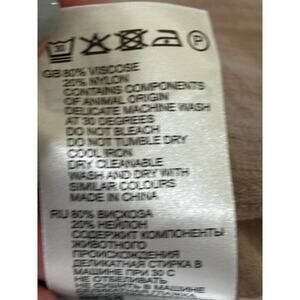 30
P
GB 80% VISCOSE
20% NYLON
CONTAINS COMPONENTS
OF ANIMAL ORIGIN
DELICATE MACHINE WASH
AT 30 DEGREES
DO NOT BLEACH
DO NOT TUMBLE DRY
COOL IRON
DRY CLEANABLE
WASH AND DRY WITH
SIMILAR COLOURS
MADE IN CHINA
RU 80% ВИСКОЗА
20% НЕЙЛОН
СОДЕРЖИТ КОМПОНЕНТЫ
ЖИВОТНОГО
ПРОИСХОЖДЕНИЯ
ДЕЛИКАТНАЯ СТИРКА В
МАШИНЕ ПРИ 30 С
НЕ